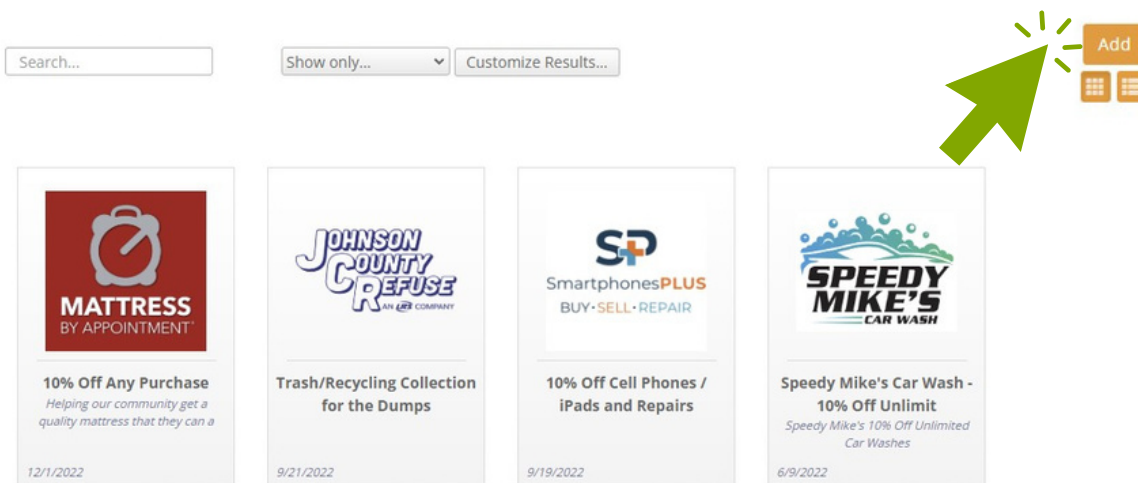 Add
Search...
Show only...
Customize Results...
MATTRESS
BY APPOINTMENT
10% Off Any Purchase
Helping our community get a
quality mattress that they can a
12/1/2022
JOHNSON
COUNTY
REFUSE
AN LRS COMPANY
Trash/Recycling Collection
for the Dumps
9/21/2022
SP
SmartphonesPLUS
BUY·SELL·REPAIR
10% Off Cell Phones /
iPads and Repairs
9/19/2022
SPEEDY
MIKE'S
CAR WASH
Speedy Mike's Car Wash -
10% Off Unlimit
Speedy Mike's 10% Off Unlimited
Car Washes
6/9/2022